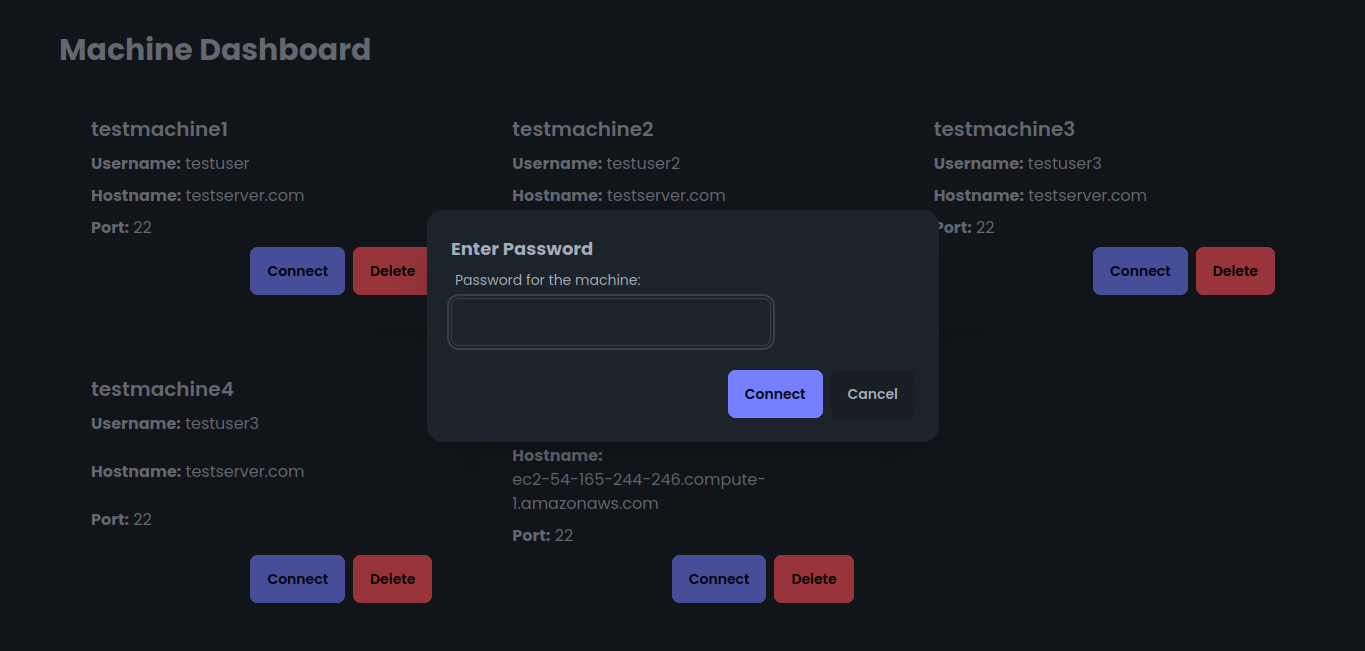 Machine Dashboard
testmachine1
Username: testuser
Hostname: testserver.com
Port: 22
Connect
Delete
testmachine2
Username: testuser2
Hostname: testserver.com
testmachine3
Username: testuser3
Hostname: testserver.com
Port: 22
Connect
Delete
Enter Password
Password for the machine:
Connect
Cancel
testmachine4
Username: testuser3
Hostname: testserver.com
Port: 22
Connect
Delete
Hostname:
ec2-54-165-244-246.compute-
1.amazonaws.com
Port: 22
Connect
Delete